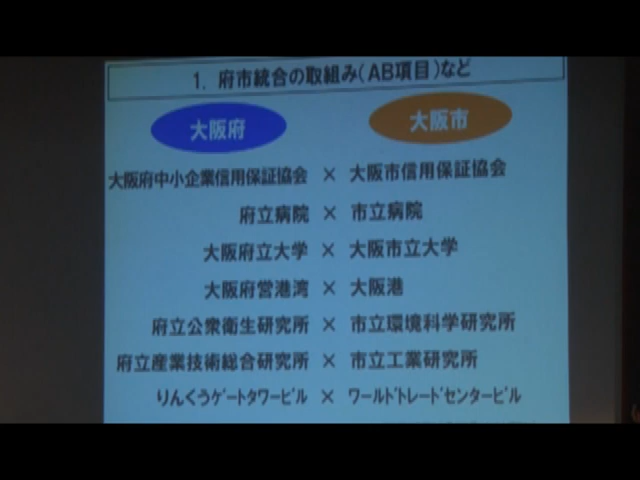 1. 府市統合の取組み(AB項目)など
大阪府 大阪市
大阪府中小企業信用保証協会 × 大阪市信用保証協会
府立病院 × 市立病院
大阪府立大学 × 大阪市立大学
大阪府営港湾 × 大阪港
府立公衆衛生研究所 × 市立環境科学研究所
府立産業技術総合研究所 × 市立工業研究所
りんくうゲートタワービル × ワールドトレードセンタービル